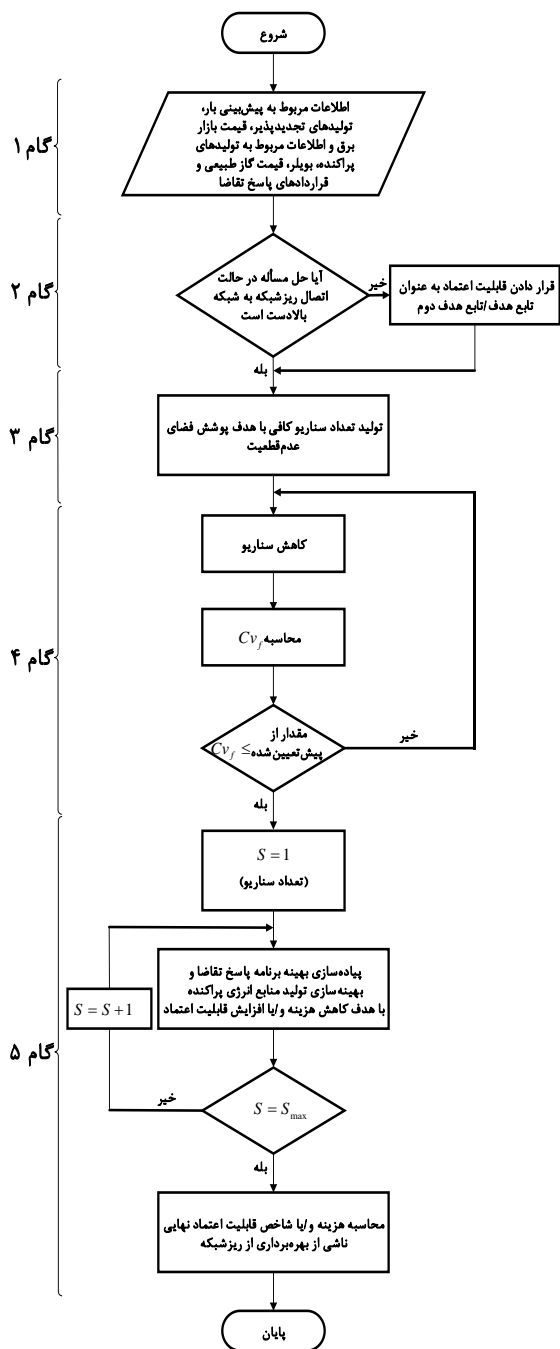 شروع
گام ۱
اطلاعات مربوط به پیش‌بینی بار،
تولیدهای تجدیدپذیر، قیمت بازار
برق و اطلاعات مربوط به تولیدهای
پراکنده، بویلر، قیمت گاز طبیعی و
قراردادهای پاسخ تقاضا
گام ۲
آیا حل مسأله در حالت
اتصال ریزشبکه به شبکه
بالادست است
خیر
قرار دادن قابلیت اعتماد به عنوان
تابع هدف/تابع هدف دوم
بله
گام ۳
تولید تعداد سناریو کافی با هدف پوشش فضای
عدم‌قطعیت
گام ۴
کاهش سناریو
محاسبه Cv_f
مقدار از
پیش‌تعیین‌شده ≥ Cv_f
خیر
بله
گام ۵
S = 1
(تعداد سناریو)
پیاده‌سازی بهینه برنامه پاسخ تقاضا و
بهینه‌سازی تولید منابع انرژی پراکنده
با هدف کاهش هزینه و/یا افزایش قابلیت اعتماد
S = S+1
خیر
S = S_max
بله
محاسبه هزینه و/یا شاخص قابلیت اعتماد نهایی
ناشی از بهره‌برداری از ریزشبکه
پایان